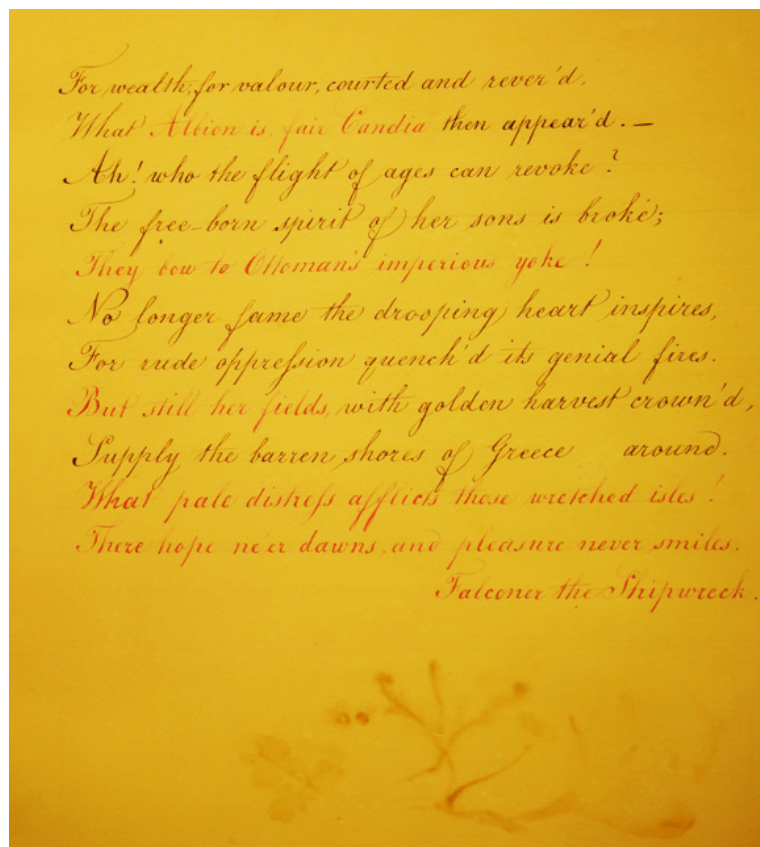 For wealth, for valour, courted and rever'd.
What Albion is, fair Candia then appear'd. —
Ah! who the flight of ages can revoke?
The free-born spirit of her sons is broke;
They bow to Ottoman's imperious yoke!
No longer fame the drooping heart inspires,
For rude oppreſsion quench'd its genial fires.
But still her fields, with golden harvest crown'd,
Supply the barren shores of Greece around.
What pale distreſs afflicts those wretched isles!
There hope ne'er dawns, and pleasure never smiles.
Falconer the Shipwreck.